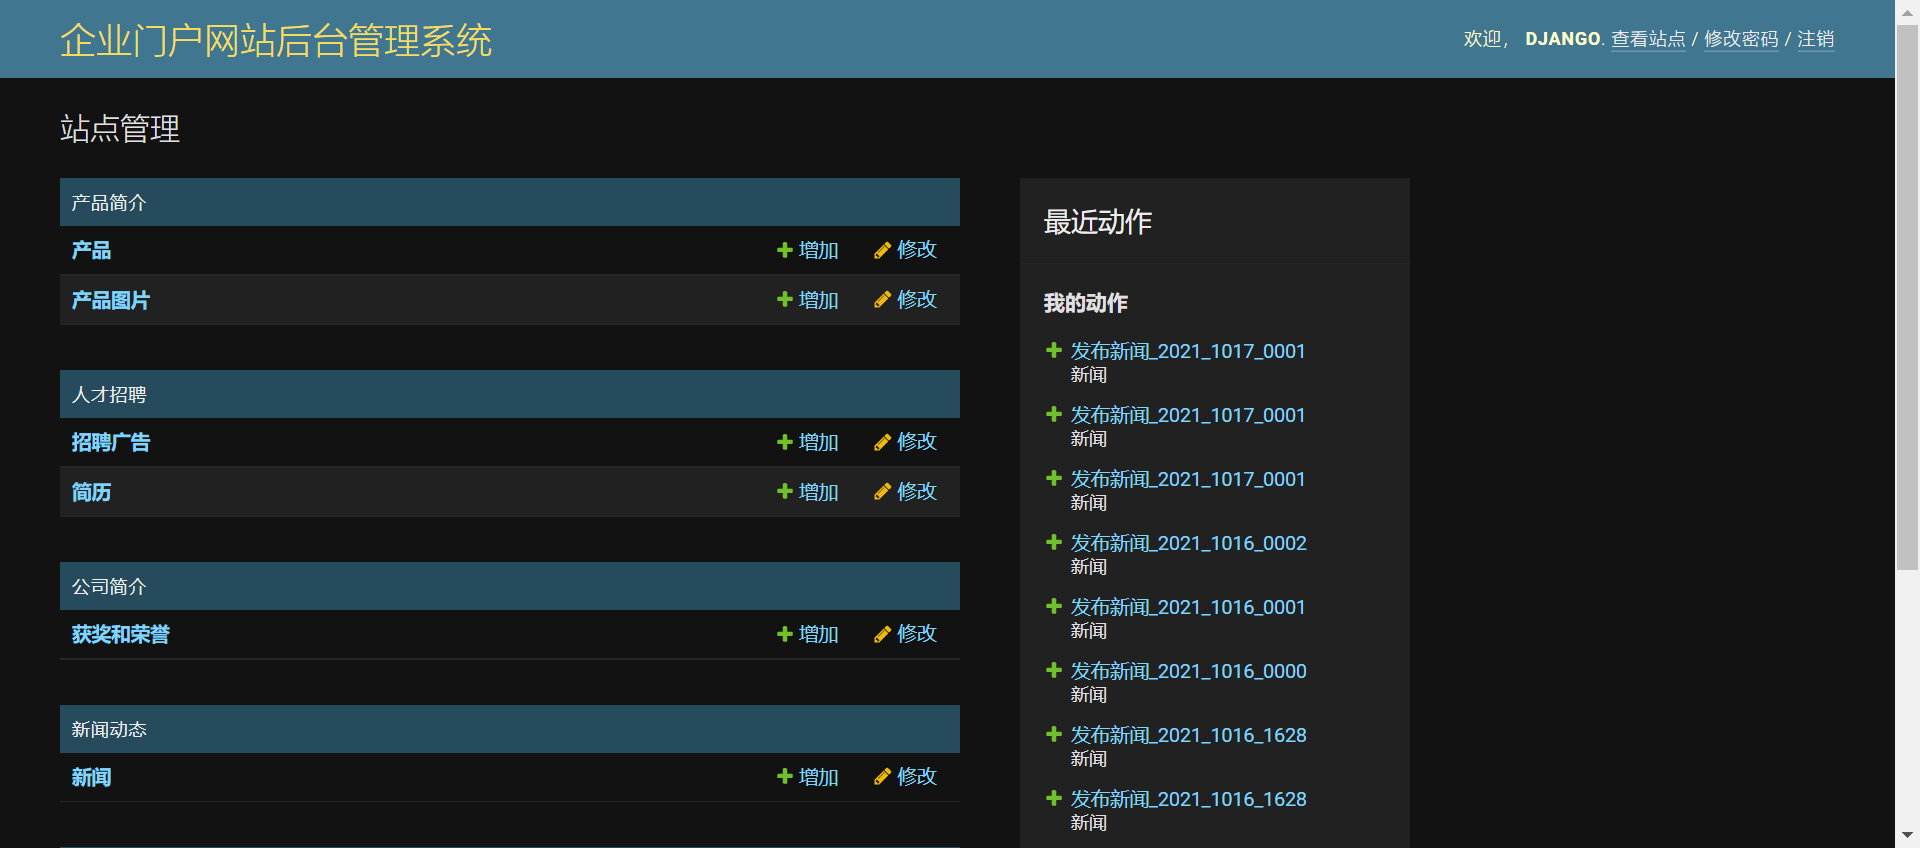 企业门户网站后台管理系统
欢迎， DJANGO. 查看站点 / 修改密码 / 注销
站点管理
产品简介
产品 增加 修改
产品图片 增加 修改
人才招聘
招聘广告 增加 修改
简历 增加 修改
公司简介
获奖和荣誉 增加 修改
新闻动态
新闻 增加 修改
最近动作
我的动作
发布新闻_2021_1017_0001
新闻
发布新闻_2021_1017_0001
新闻
发布新闻_2021_1017_0001
新闻
发布新闻_2021_1016_0002
新闻
发布新闻_2021_1016_0001
新闻
发布新闻_2021_1016_0000
新闻
发布新闻_2021_1016_1628
新闻
发布新闻_2021_1016_1628
新闻